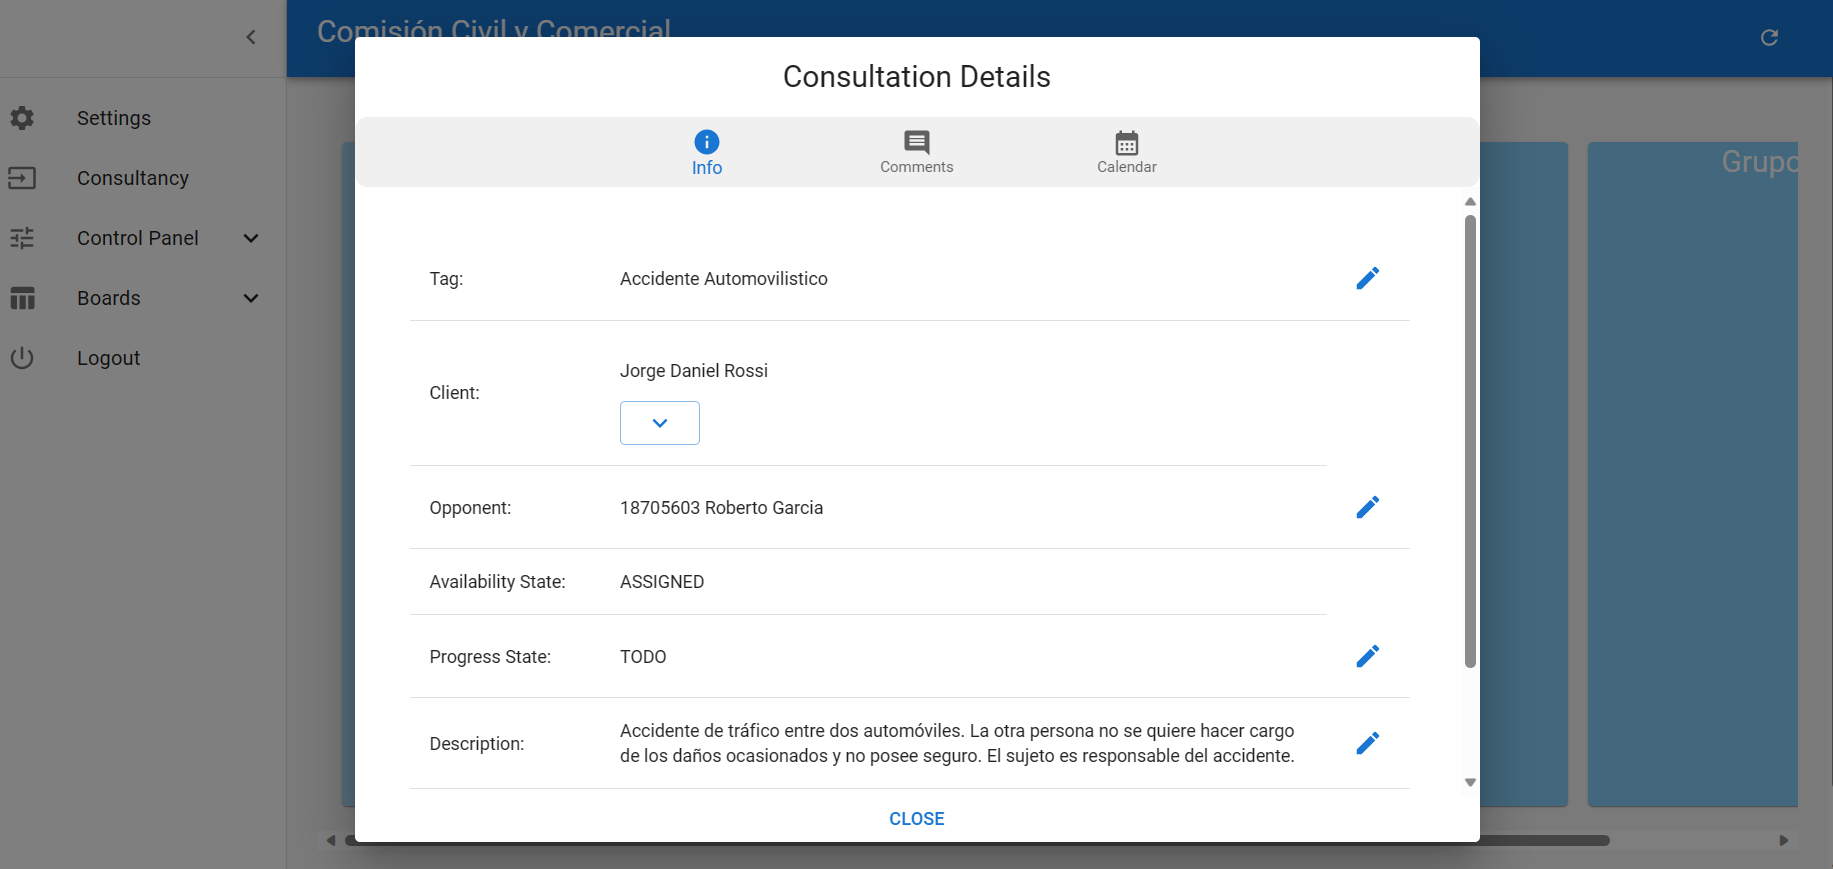 Comisión Civil y Comercial
Settings
Consultancy
Control Panel
Boards
Logout
Grupo
Consultation Details
Info
Comments
Calendar
Tag:
Accidente Automovilistico
Client:
Jorge Daniel Rossi
Opponent:
18705603 Roberto Garcia
Availability State:
ASSIGNED
Progress State:
TODO
Description:
Accidente de tráfico entre dos automóviles. La otra persona no se quiere hacer cargo
de los daños ocasionados y no posee seguro. El sujeto es responsable del accidente.
CLOSE